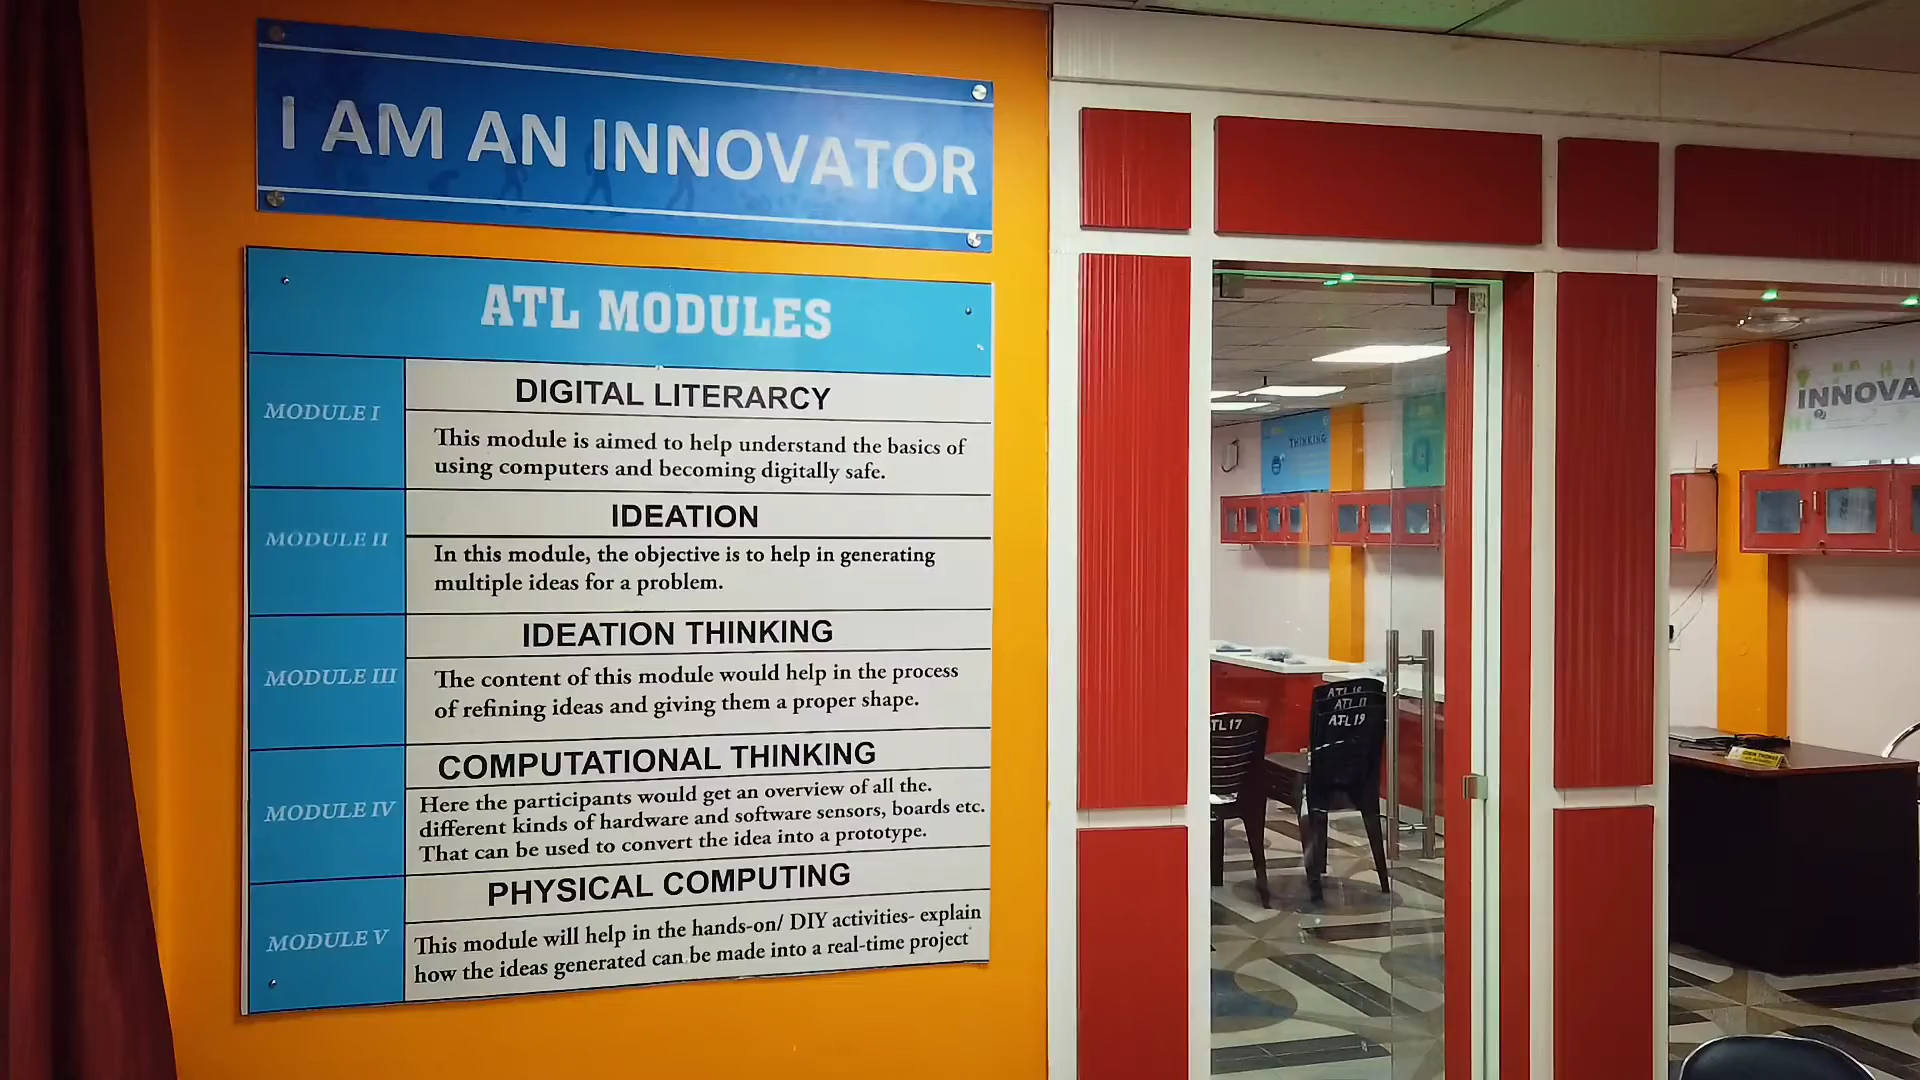 I AM AN INNOVATOR
ATL MODULES
MODULE I
DIGITAL LITERARCY
This module is aimed to help understand the basics of
using computers and becoming digitally safe.
MODULE II
IDEATION
In this module, the objective is to help in generating
multiple ideas for a problem.
MODULE III
IDEATION THINKING
The content of this module would help in the process
of refining ideas and giving them a proper shape.
MODULE IV
COMPUTATIONAL THINKING
Here the participants would get an overview of all the.
different kinds of hardware and software sensors, boards etc.
That can be used to convert the idea into a prototype.
MODULE V
PHYSICAL COMPUTING
This module will help in the hands-on/ DIY activities- explain
how the ideas generated can be made into a real-time project
THINKING
INNOVA
TL 17
ATL 11
ATL 19